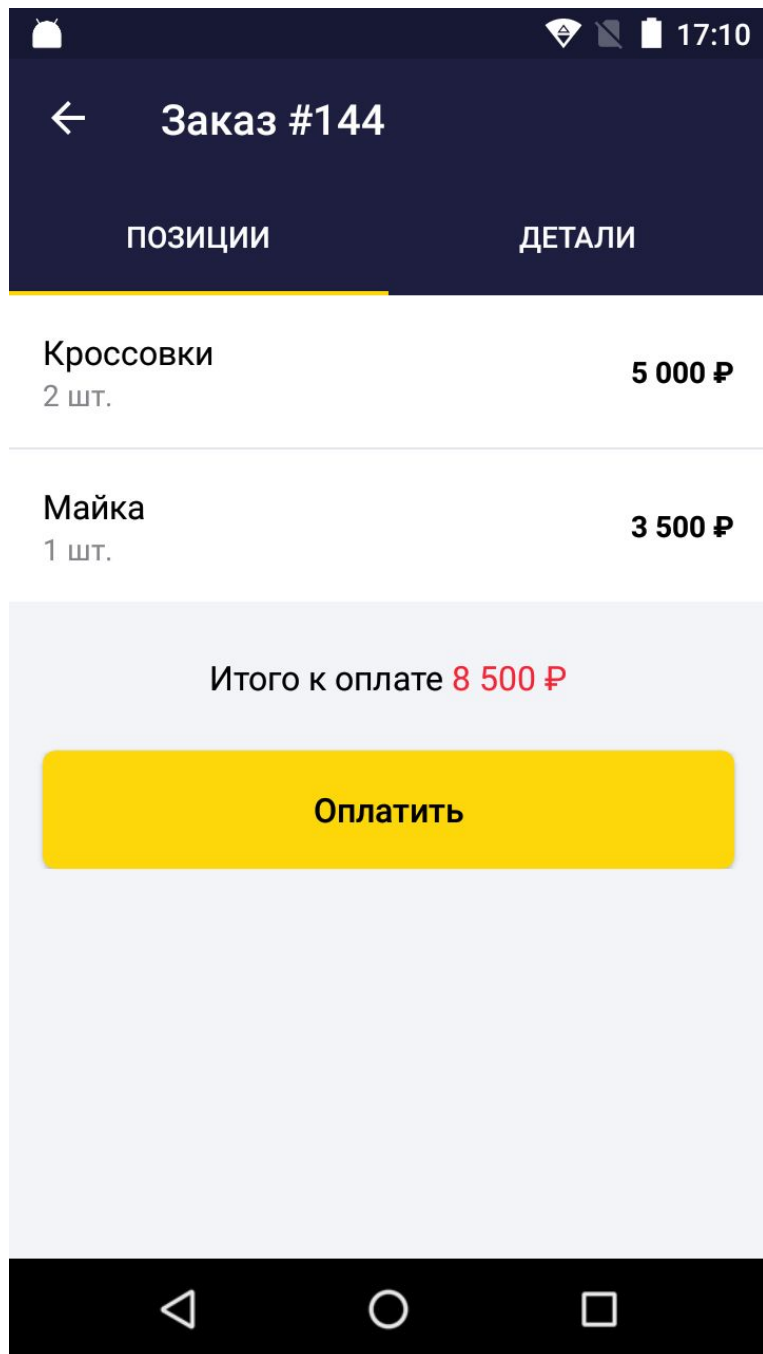 17:10
Заказ #144
ПОЗИЦИИ ДЕТАЛИ
Кроссовки
2 шт.
5 000 ₽
Майка
1 шт.
3 500 ₽
Итого к оплате 8 500 ₽
Оплатить